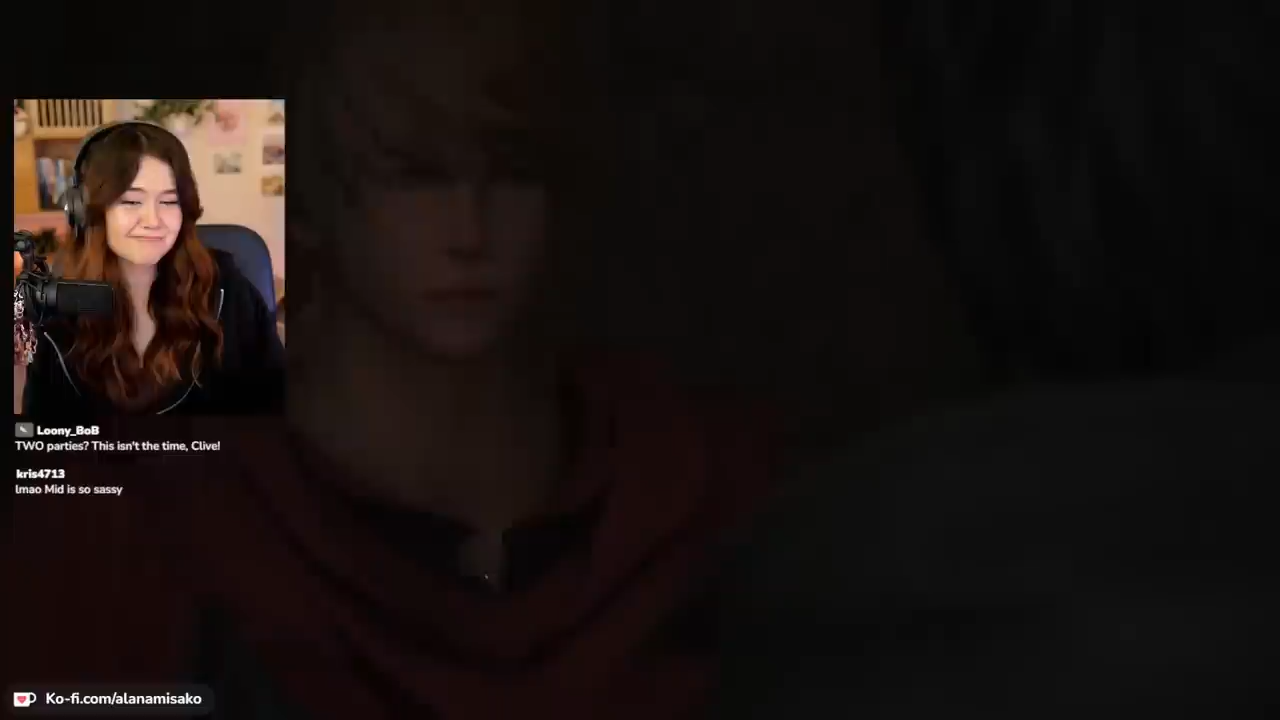 Loony_BoB
TWO parties? This isn't the time, Clive!
kris4713
lmao Mid is so sassy
Ko-fi.com/alanamisako